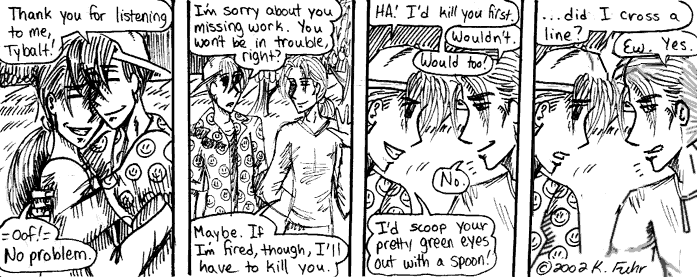 Thank you for listening
to me,
Tybalt!
=Oof!=
No problem.
I'm sorry about you
missing work. You
won't be in trouble,
right?
Maybe. If
I'm fired, though, I'll
have to kill you.
HA! I'd kill you first.
Wouldn't.
Would too!
No.
I'd scoop your
pretty green eyes
out with a spoon!
...did I cross a
line?
Ew. Yes.
©2002 K. Fuhr